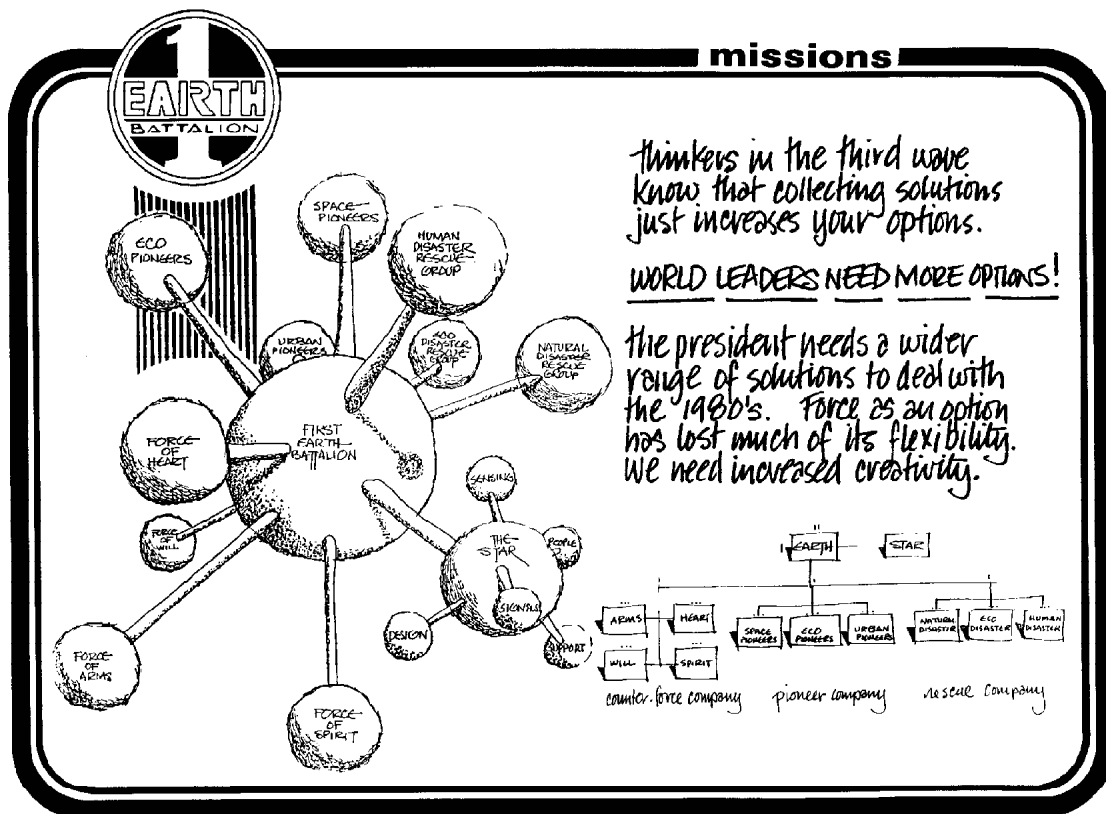 missions
1
EARTH
BATTALION
thinkers in the third wave
know that collecting solutions
just increases your options.
WORLD LEADERS NEED MORE OPTIONS!
the president needs a wider
range of solutions to deal with
the 1980's. Force as an option
has lost much of its flexibility.
We need increased creativity.
SPACE
PIONEERS
ECO
PIONEERS
HUMAN
DISASTER
RESCUE
GROUP
URBAN
PIONEERS
DISASTER
RESCUE
GROUP
NATURAL
DISASTER
RESCUE
GROUP
FORCE
OF
HEART
FIRST
EARTH
BATTALION
FORCE
OF WILL
SENSING
THE
STAR
PEOPLE
SIGNALS
DESIGN
SUPPORT
FORCE
OF
ARMS
FORCE
OF
SPIRIT
1 EARTH
STAR
ARMS
HEART
WILL
SPIRIT
SPACE
PIONEERS
ECO
PIONEERS
URBAN
PIONEERS
NATURAL
DISASTER
ECO
DISASTER
HUMAN
DISASTER
counter-force company
pioneer company
rescue company